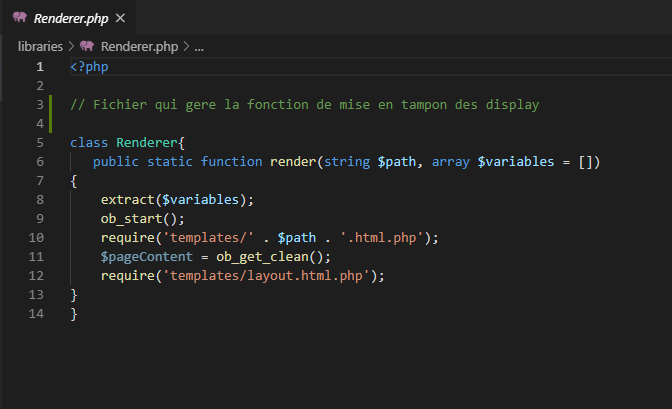 Renderer.php ×
libraries > Renderer.php > ...
1 <?php
2
3 // Fichier qui gere la fonction de mise en tampon des display
4
5 class Renderer{
6 public static function render(string $path, array $variables = [])
7 {
8 extract($variables);
9 ob_start();
10 require('templates/' . $path . '.html.php');
11 $pageContent = ob_get_clean();
12 require('templates/layout.html.php');
13 }
14 }